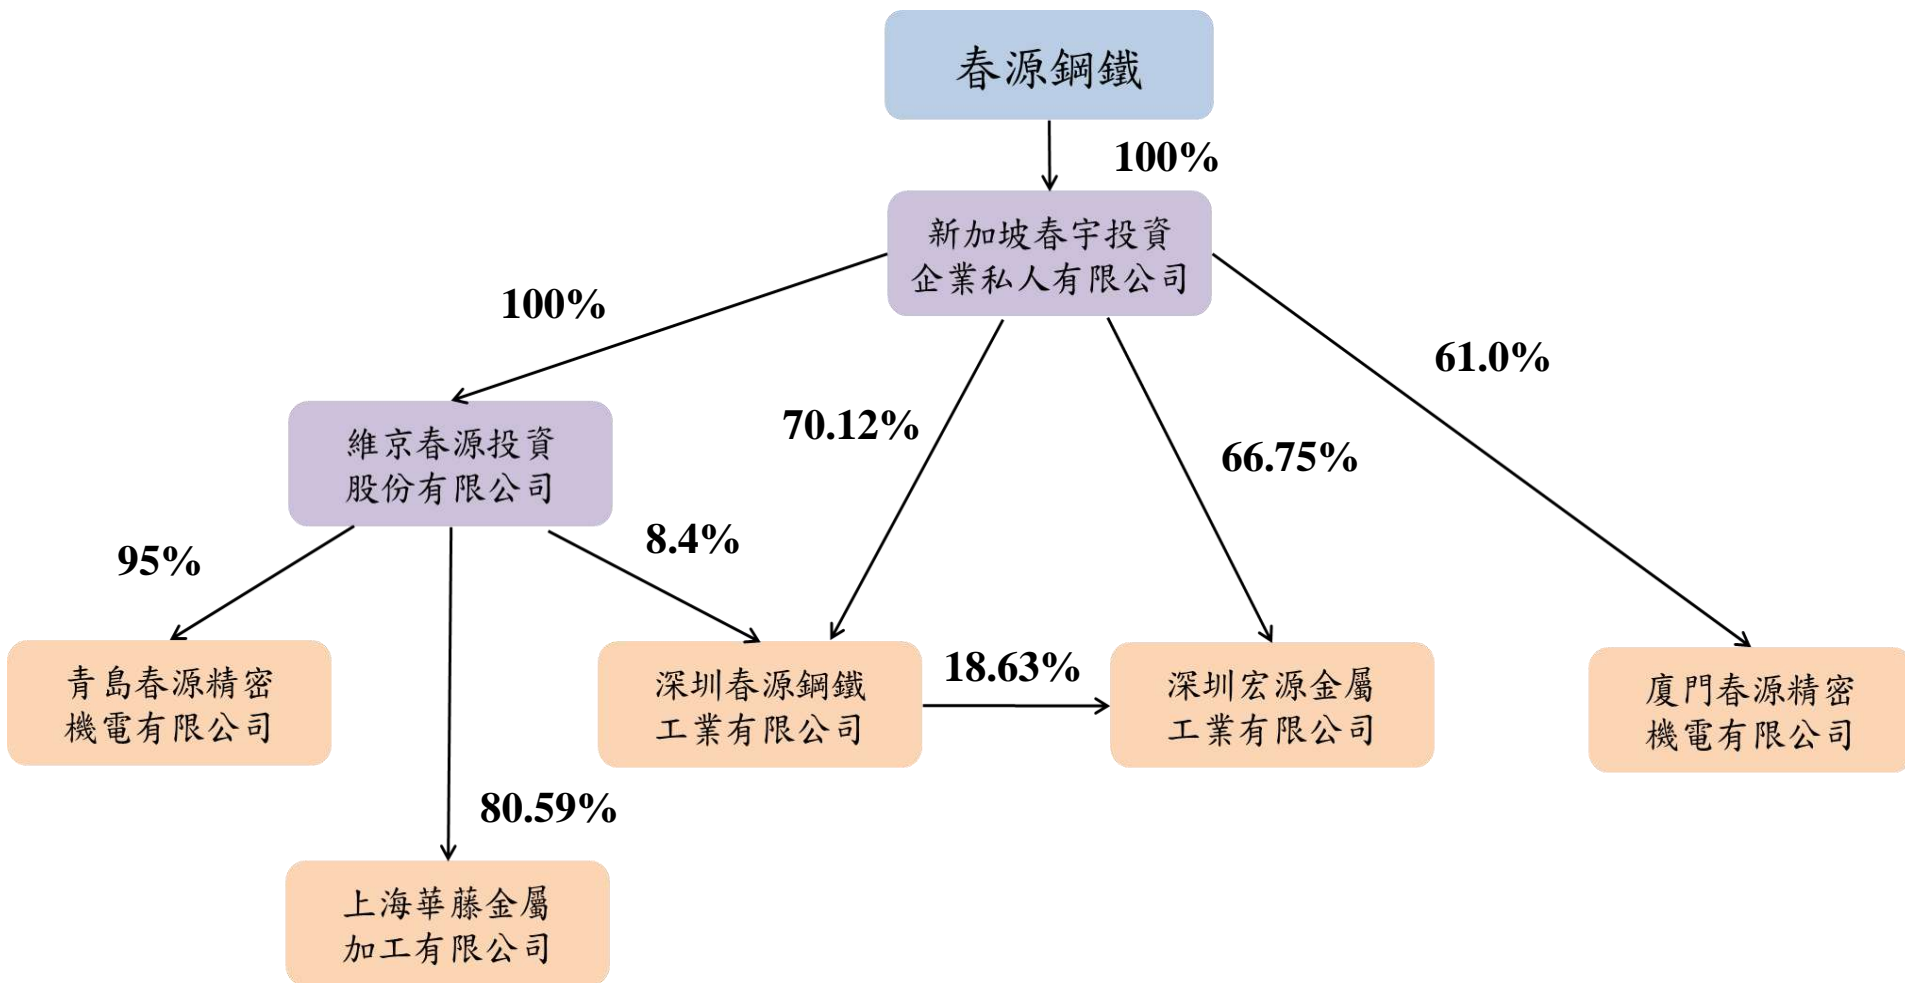 春源鋼鐵
100%
新加坡春宇投資
企業私人有限公司
100%
61.0%
70.12%
66.75%
維京春源投資
股份有限公司
95%
8.4%
青島春源精密
機電有限公司
深圳春源鋼鐵
工業有限公司
18.63%
深圳宏源金屬
工業有限公司
廈門春源精密
機電有限公司
80.59%
上海華藤金屬
加工有限公司